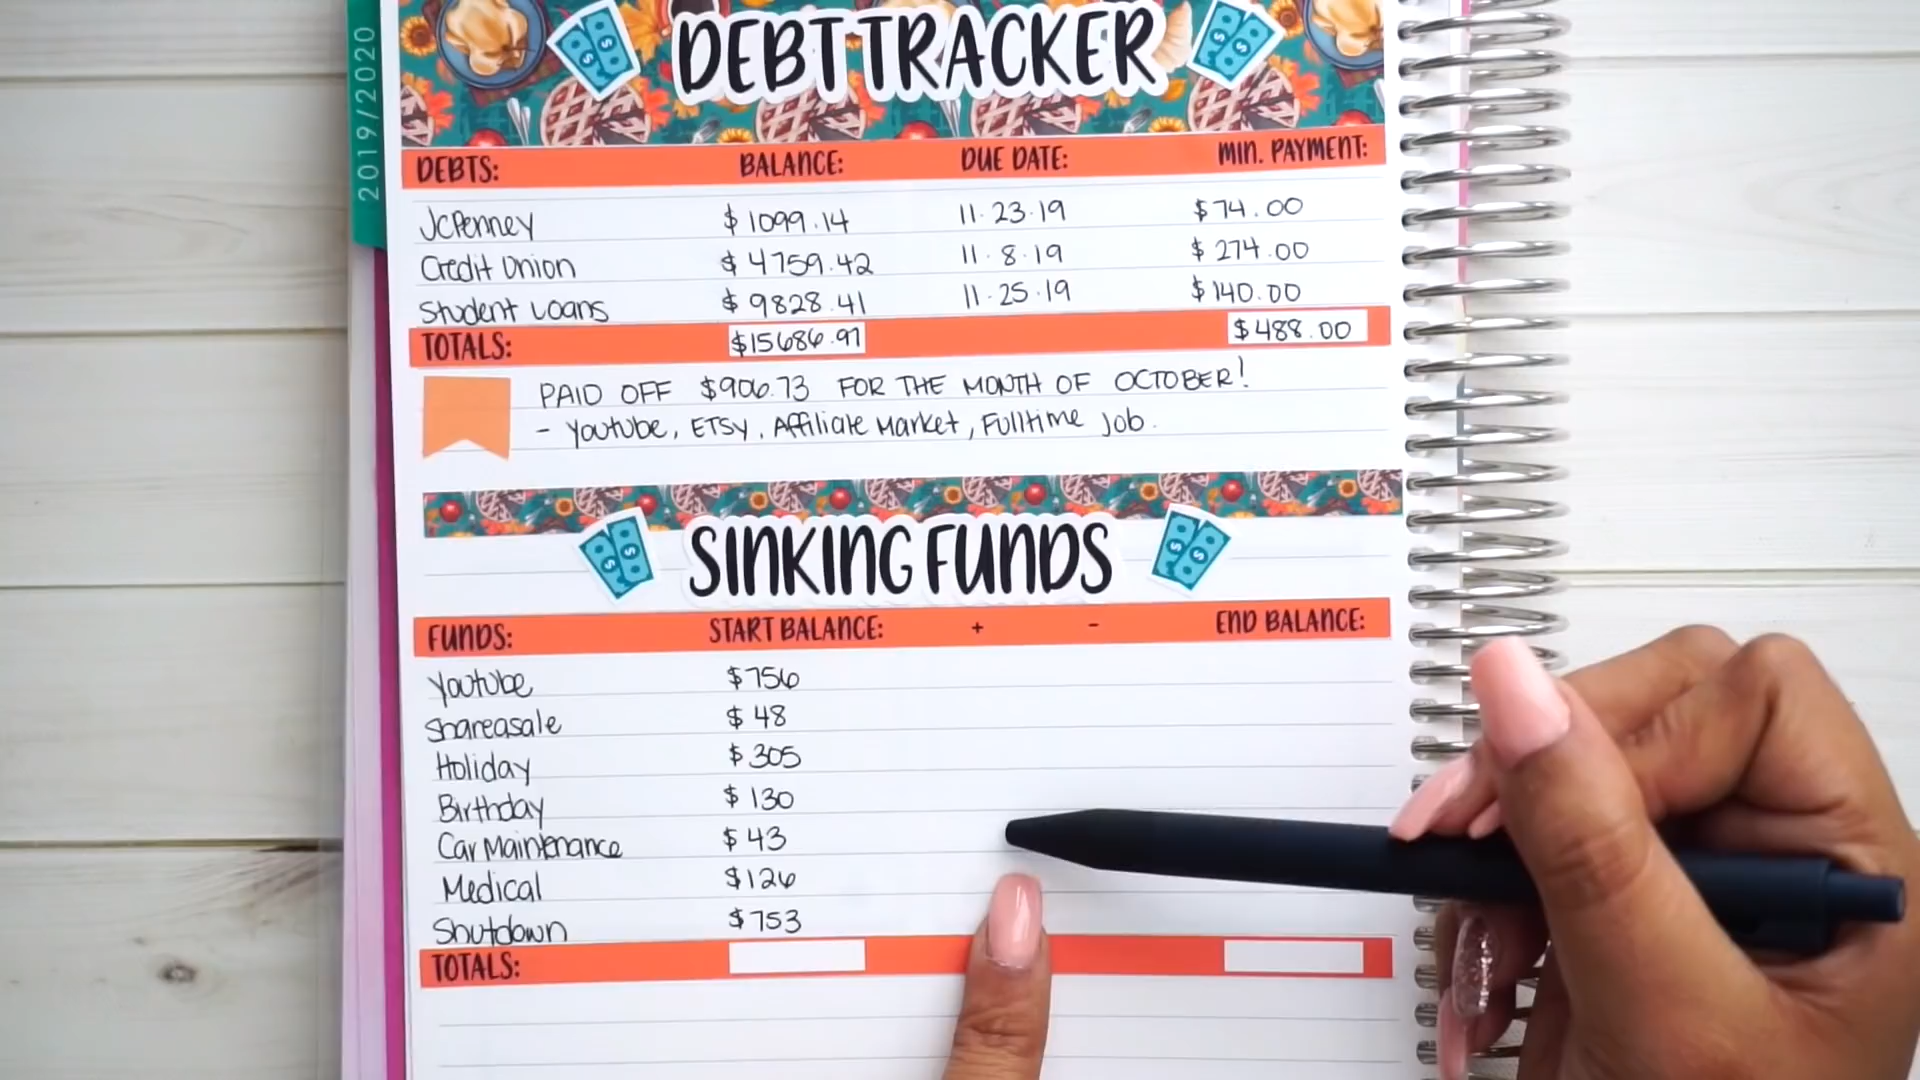 2019/2020
DEBT TRACKER
DEBTS: BALANCE: DUE DATE: MIN. PAYMENT:
JCPenney $1099.14 11.23.19 $74.00
Credit Union $4759.42 11.8.19 $274.00
Student Loans $9828.41 11.25.19 $140.00
TOTALS: $15686.97 $488.00
PAID OFF $906.73 FOR THE MONTH OF OCTOBER!
- Youtube, ETSY, Affiliate Market, Fulltime Job.
SINKING FUNDS
FUNDS: START BALANCE: + - END BALANCE:
Youtube $756
Shareasale $48
Holiday $305
Birthday $130
Car Maintenance $43
Medical $126
Shutdown $753
TOTALS: